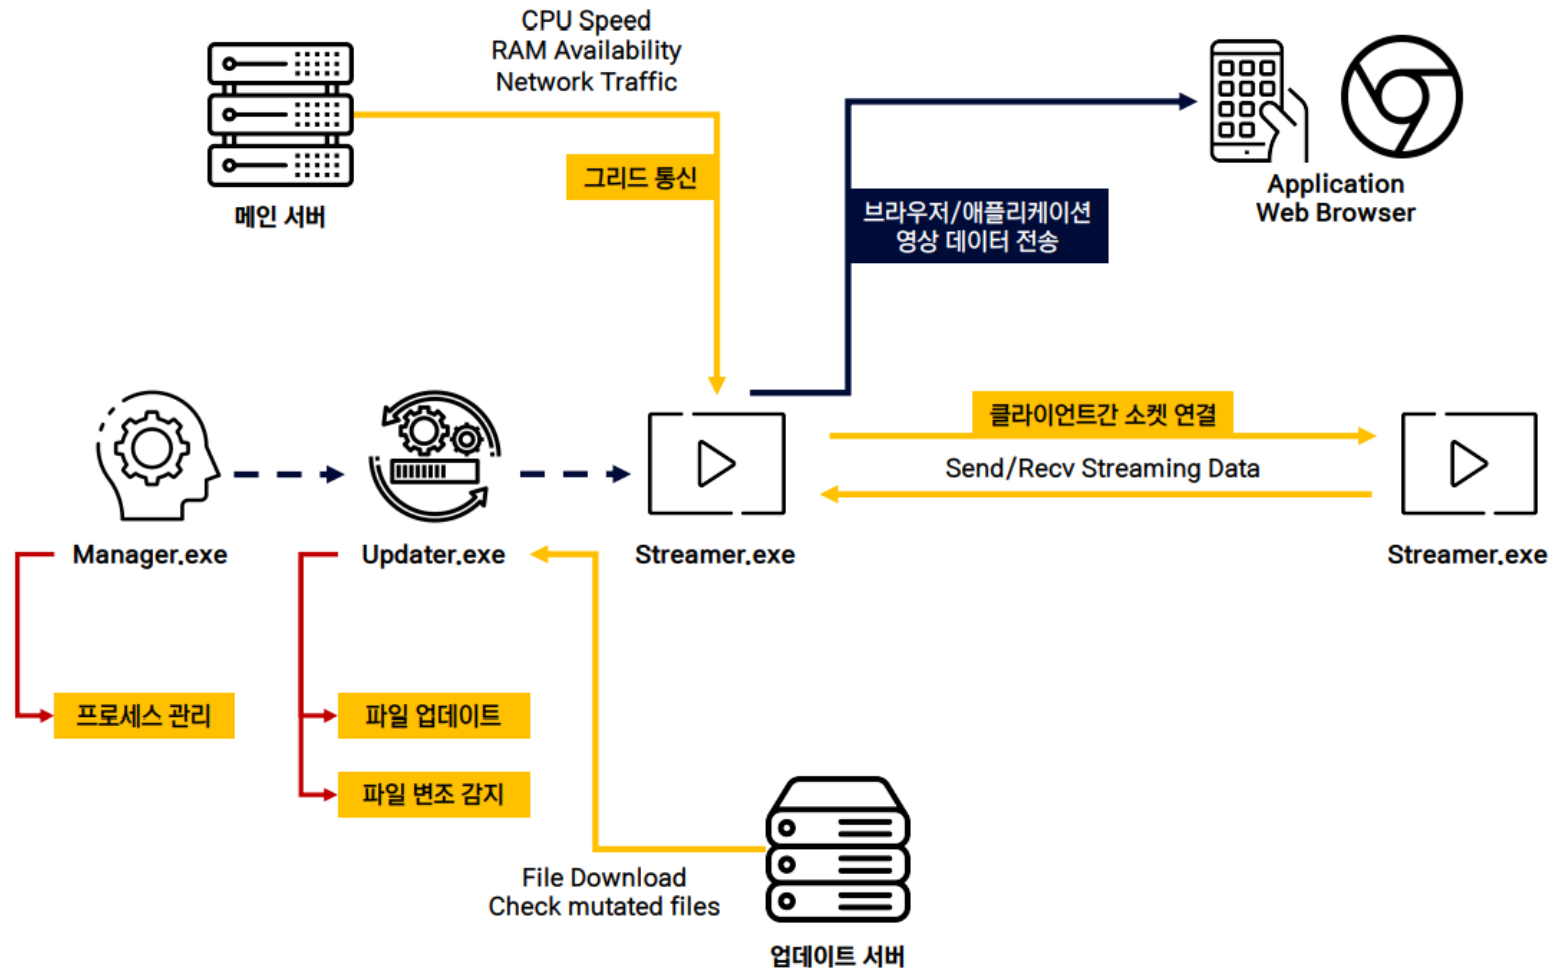 CPU Speed
RAM Availability
Network Traffic
그리드 통신
메인 서버
브라우저/애플리케이션
영상 데이터 전송
Application
Web Browser
클라이언트간 소켓 연결
Send/Recv Streaming Data
Manager.exe
Updater.exe
Streamer.exe
Streamer.exe
프로세스 관리
파일 업데이트
파일 변조 감지
File Download
Check mutated files
업데이트 서버